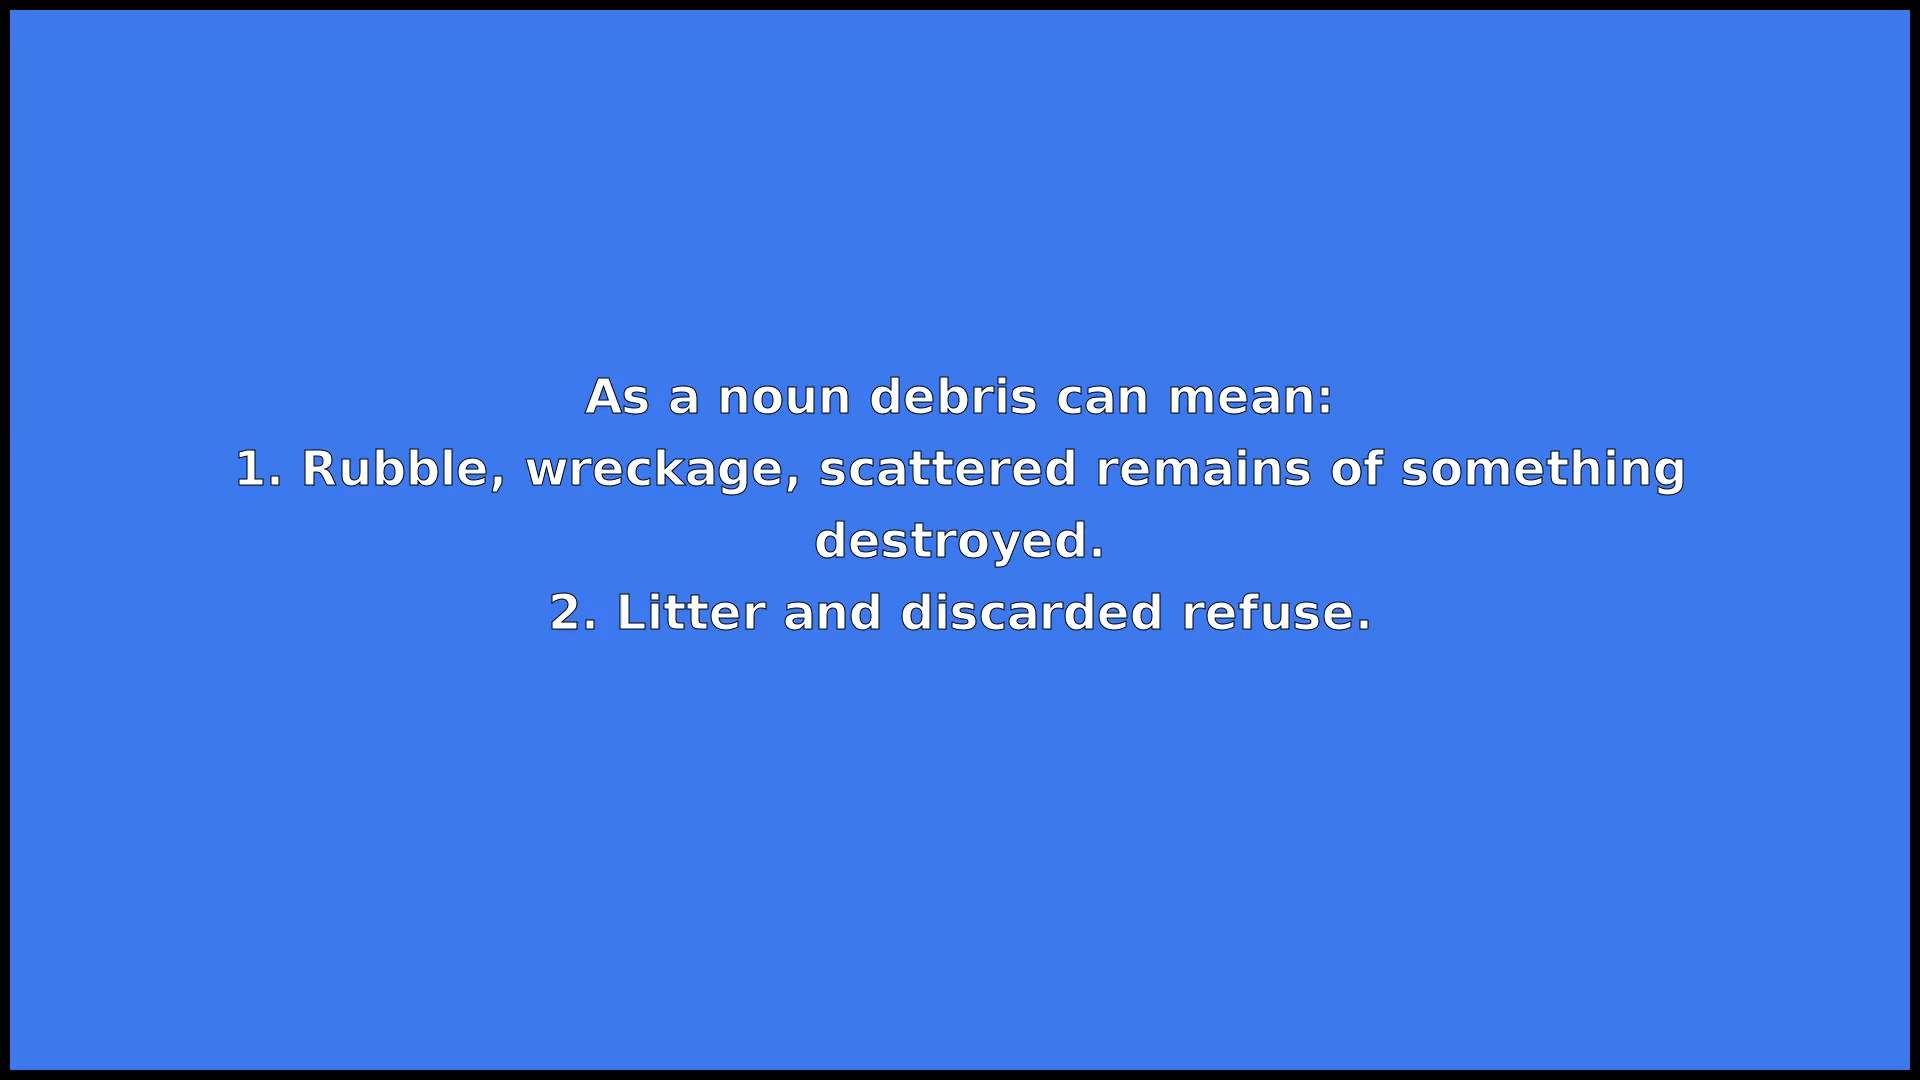 As a noun debris can mean:
1. Rubble, wreckage, scattered remains of something
destroyed.
2. Litter and discarded refuse.